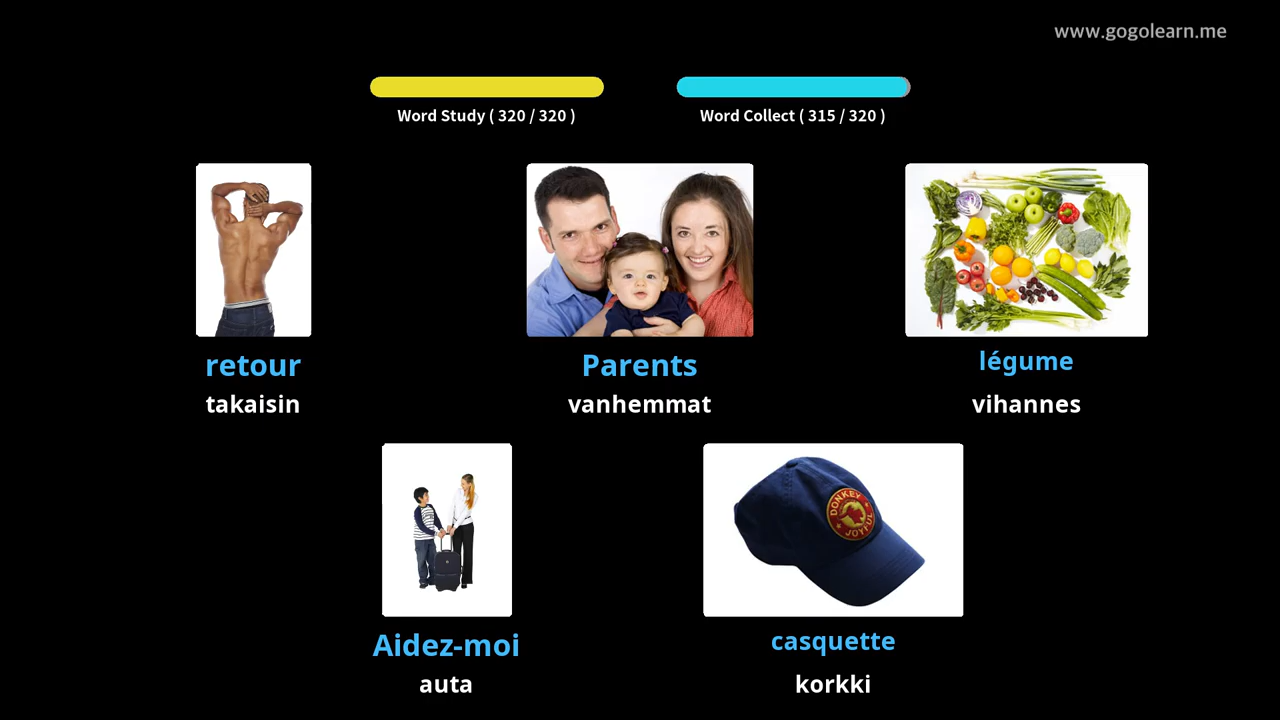 www.gogolearn.me
Word Study ( 320 / 320 )
Word Collect ( 315 / 320 )
retour
Parents
légume
takaisin
vanhemmat
vihannes
DONKEY
JOYFUL
Aidez-moi
casquette
auta
korkki